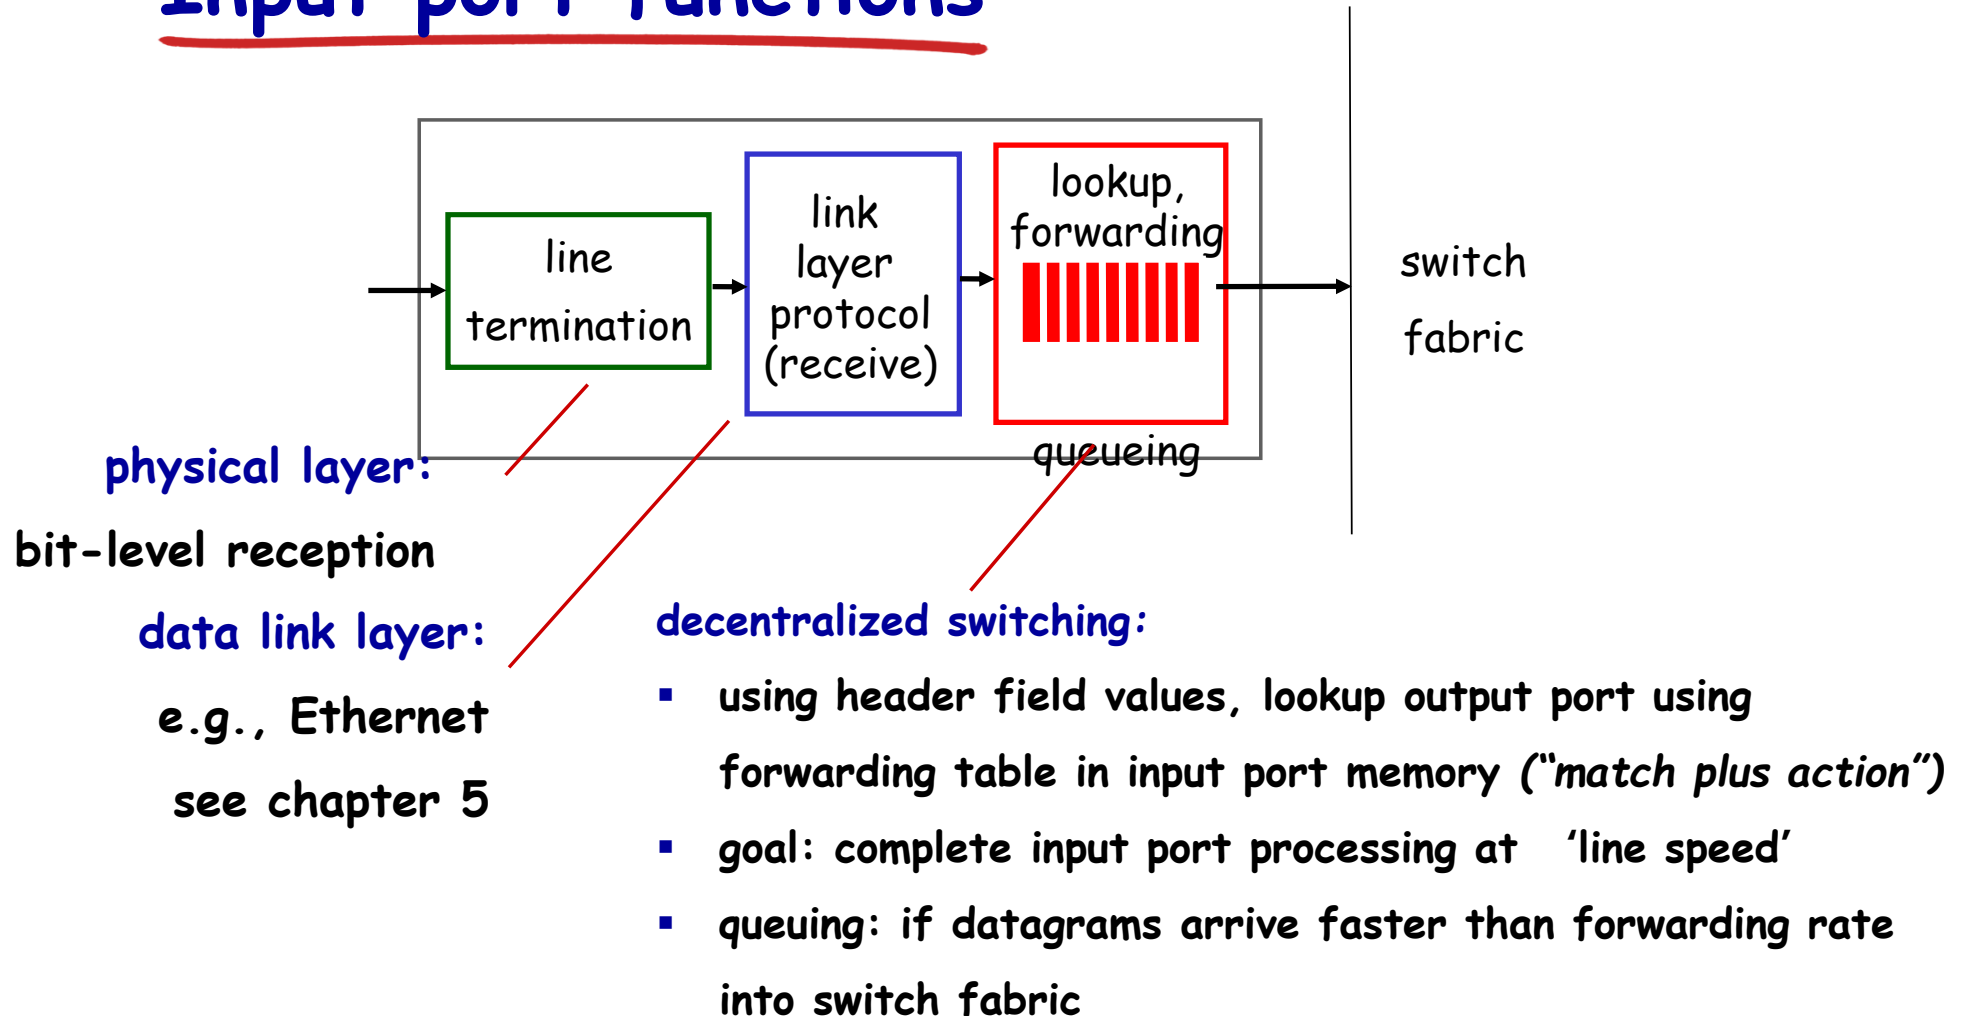 Input port functions
line
termination
link
layer
protocol
(receive)
lookup,
forwarding
queueing
switch
fabric
physical layer:
bit-level reception
data link layer:
e.g., Ethernet
see chapter 5
decentralized switching:
▪ using header field values, lookup output port using
forwarding table in input port memory (“match plus action”)
▪ goal: complete input port processing at ‘line speed’
▪ queuing: if datagrams arrive faster than forwarding rate
into switch fabric